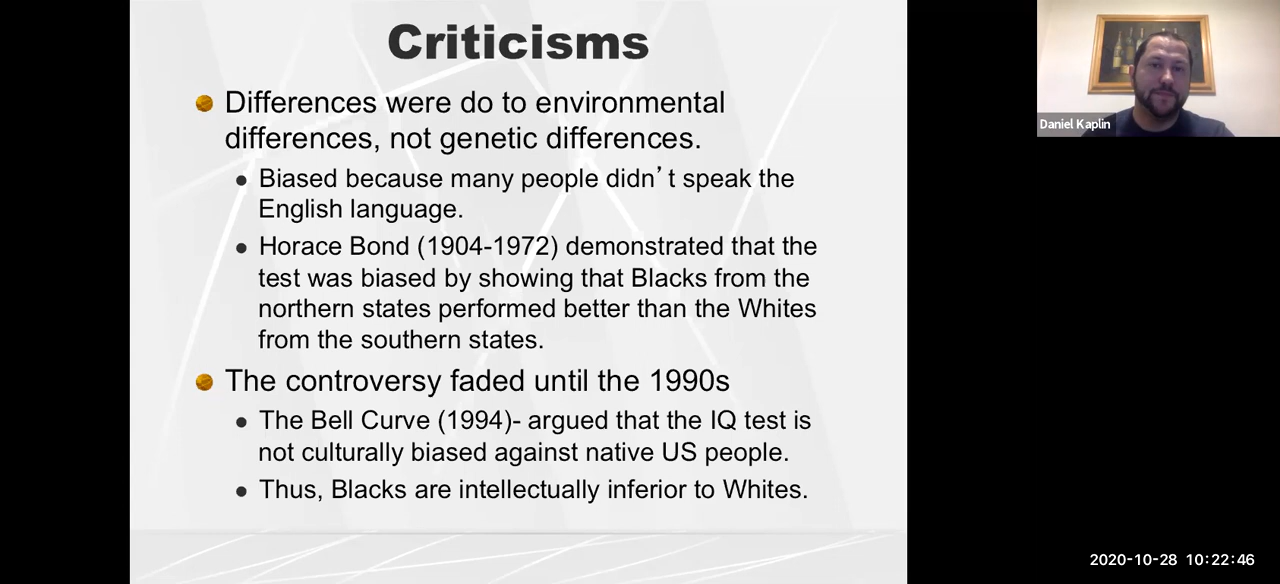 Criticisms
Differences were do to environmental
differences, not genetic differences.
Biased because many people didn’t speak the
English language.
Horace Bond (1904-1972) demonstrated that the
test was biased by showing that Blacks from the
northern states performed better than the Whites
from the southern states.
The controversy faded until the 1990s
The Bell Curve (1994)- argued that the IQ test is
not culturally biased against native US people.
Thus, Blacks are intellectually inferior to Whites.
Daniel Kaplin
2020-10-28 10:22:46